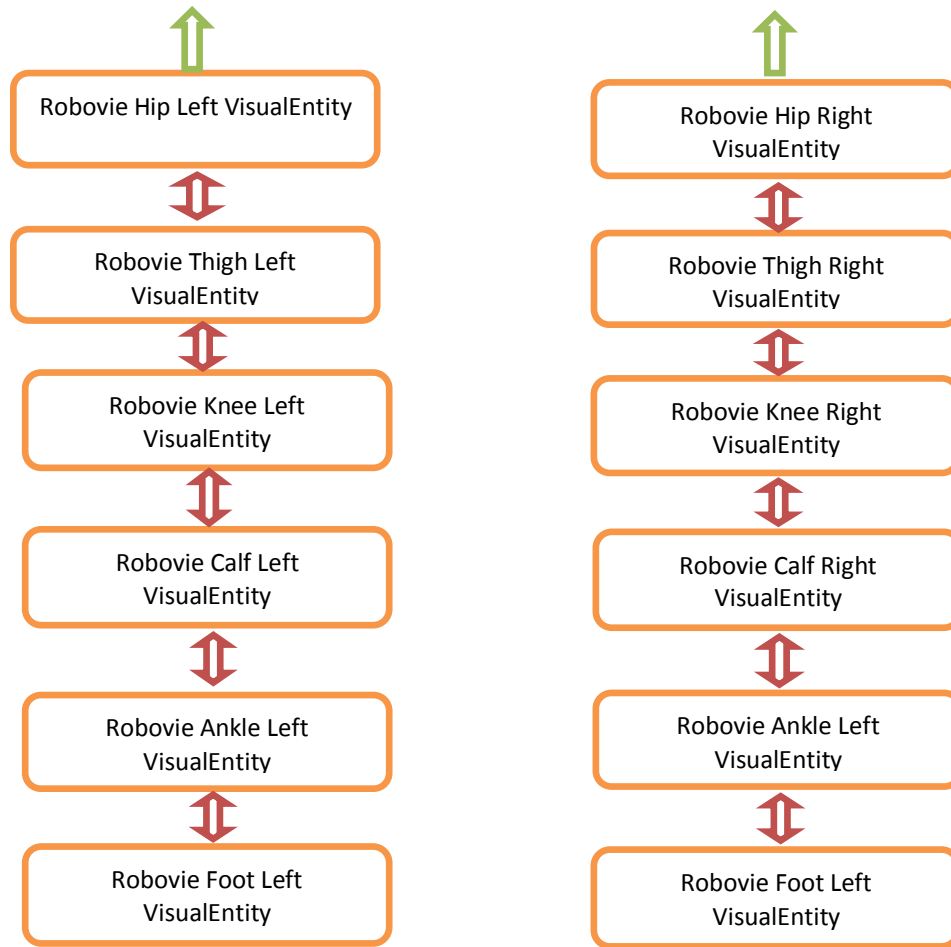 Robovie Hip Left VisualEntity
Robovie Thigh Left
VisualEntity
Robovie Knee Left
VisualEntity
Robovie Calf Left
VisualEntity
Robovie Ankle Left
VisualEntity
Robovie Foot Left
VisualEntity
Robovie Hip Right
VisualEntity
Robovie Thigh Right
VisualEntity
Robovie Knee Right
VisualEntity
Robovie Calf Right
VisualEntity
Robovie Ankle Left
VisualEntity
Robovie Foot Left
VisualEntity